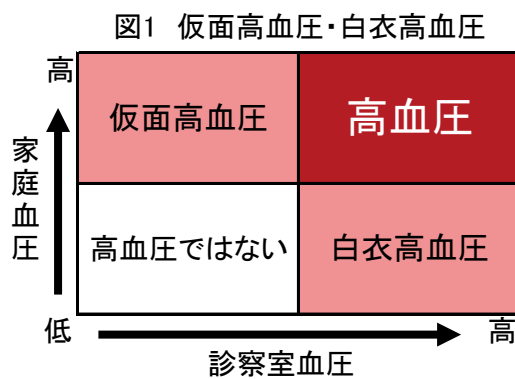 図1 仮面高血圧・白衣高血圧
高
仮面高血圧
高血圧
家庭血圧
高血圧ではない
白衣高血圧
低
高
診察室血圧